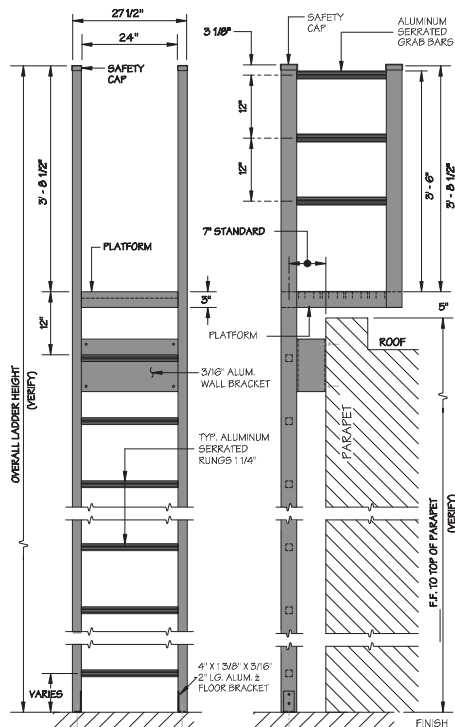 27 1/2"
24"
SAFETY
CAP
3'- 8 1/2"
PLATFORM
3"
12"
3/16" ALUM.
WALL BRACKET
OVERALL LADDER HEIGHT
(VERIFY)
TYP. ALUMINUM
SERRATED
RUNGS 1 1/4"
4" X 1 3/8" X 3/16"
2" LG. ALUM. ±
FLOOR BRACKET
VARIES
3 1/8"
SAFETY
CAP
ALUMINUM
SERRATED
GRAB BARS
12"
12"
3' - 6"
3' - 8 1/2"
7" STANDARD
PLATFORM
5"
ROOF
PARAPET
F.F. TO TOP OF PARAPET
(VERIFY)
FINISH